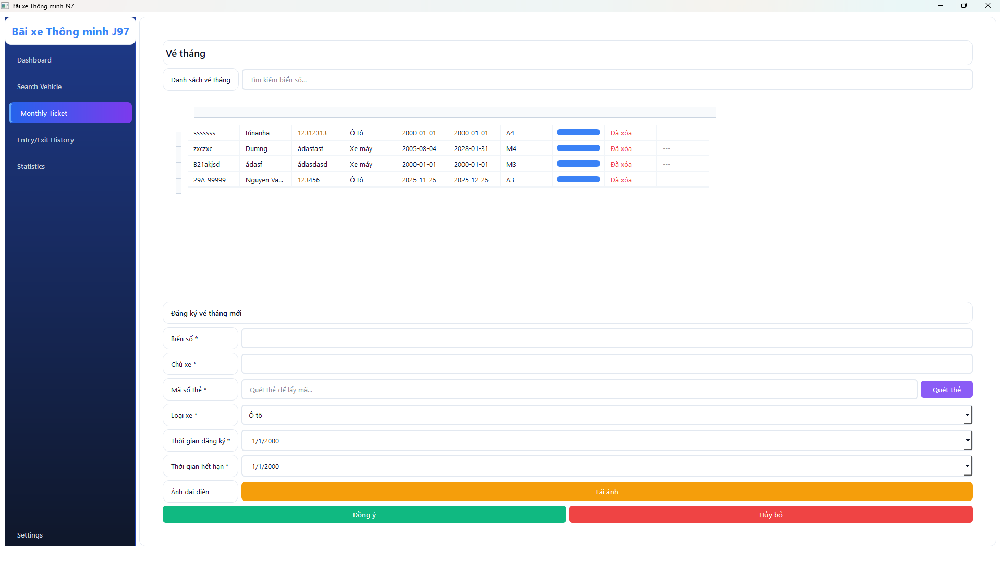 Bãi xe Thông minh J97
Bãi xe Thông minh J97
Dashboard
Search Vehicle
Monthly Ticket
Entry/Exit History
Statistics
Settings
Vé tháng
Danh sách vé tháng
Tìm kiếm biển số...
sssssss túnanha 12312313 Ô tô 2000-01-01 2000-01-01 A4 Đã xóa ---
zxczxc Dumng ádasfasf Xe máy 2005-08-04 2028-01-31 M4 Đã xóa ---
B21akjsd ádasf ádasdasd Xe máy 2000-01-01 2000-01-01 M3 Đã xóa ---
29A-99999 Nguyen Va... 123456 Ô tô 2025-11-25 2025-12-25 A3 Đã xóa ---
Đăng ký vé tháng mới
Biển số *
Chủ xe *
Mã số thẻ * Quét thẻ để lấy mã... Quét thẻ
Loại xe * Ô tô
Thời gian đăng ký * 1/1/2000
Thời gian hết hạn * 1/1/2000
Ảnh đại diện Tải ảnh
Đồng ý Hủy bỏ